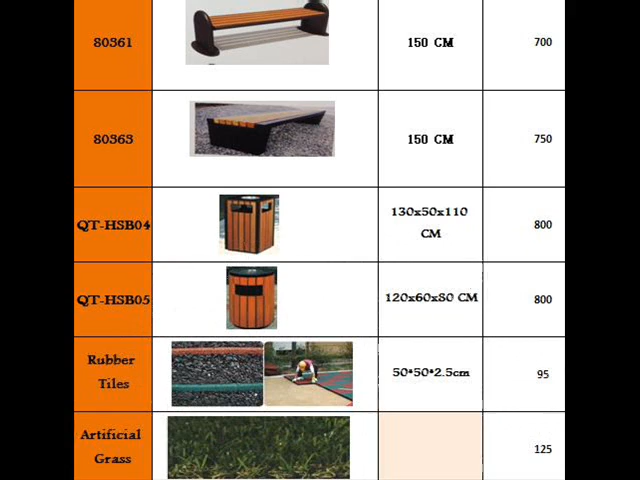 80361
150 CM
700
80363
150 CM
750
QT-HSB04
130x50x110
CM
800
QT-HSB05
120x60x80 CM
800
Rubber
Tiles
50*50*2.5cm
95
Artificial
Grass
125